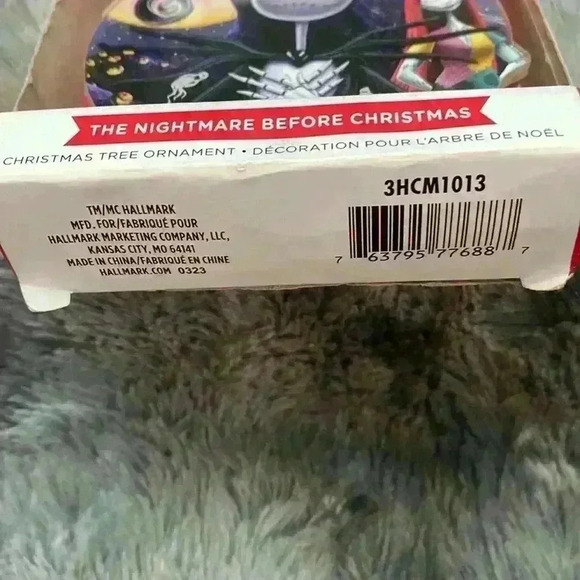 THE NIGHTMARE BEFORE CHRISTMAS
CHRISTMAS TREE ORNAMENT • DÉCORATION POUR L'ARBRE DE NOËL
TM/MC HALLMARK
MFD. FOR/FABRIQUÉ POUR
HALLMARK MARKETING COMPANY, LLC,
KANSAS CITY, MO 64141
MADE IN CHINA/FABRIQUÉ EN CHINE
HALLMARK.COM 0323
3HCM1013
7 63795 77688 7